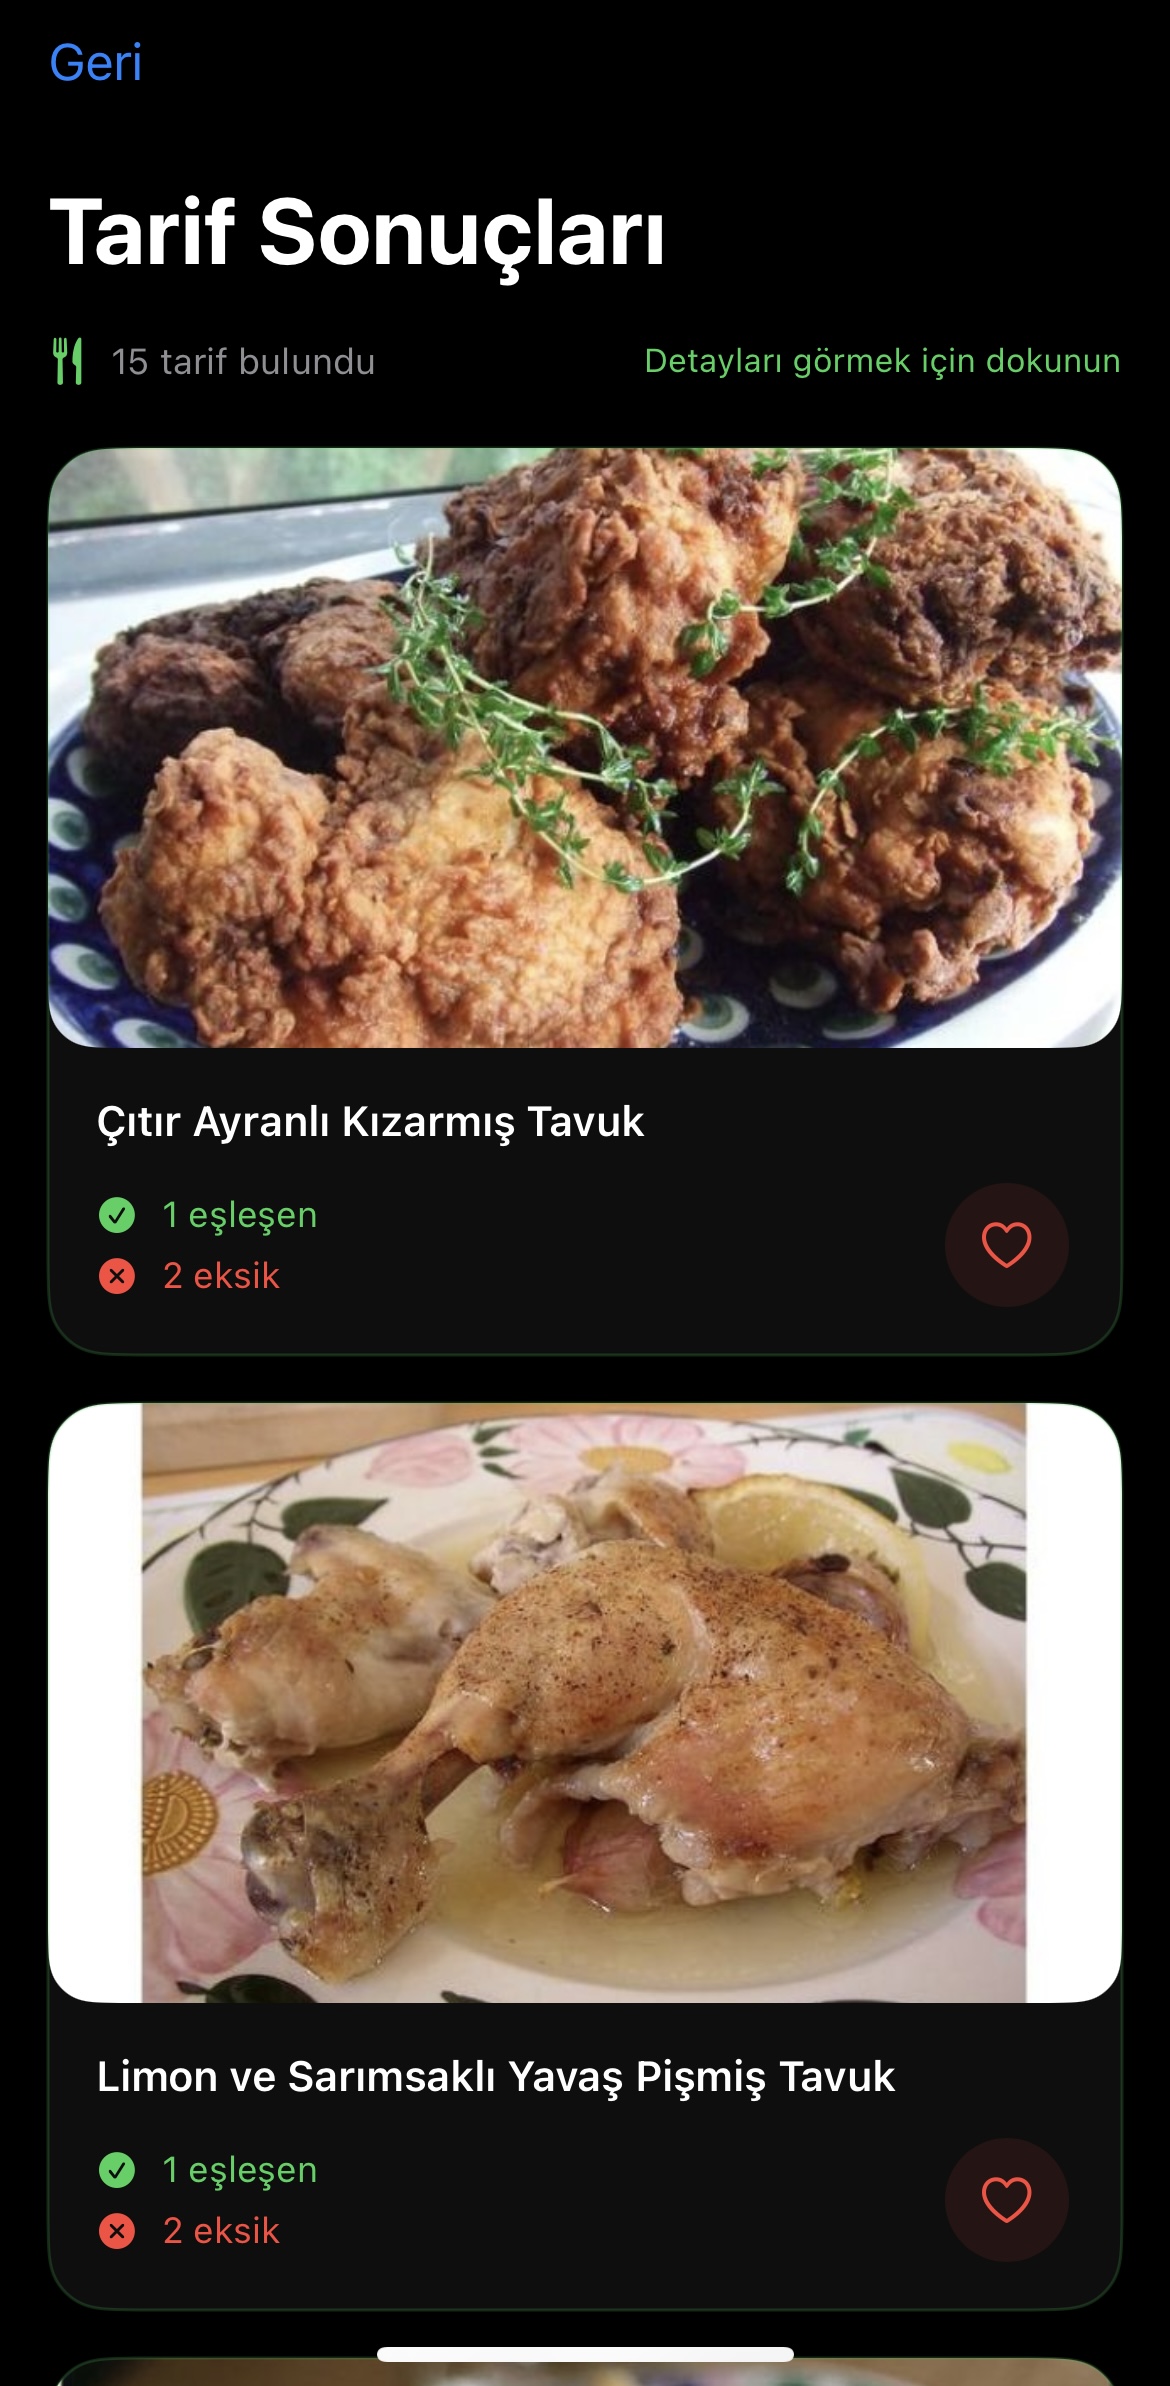 Geri
Tarif Sonuçları
15 tarif bulundu
Detayları görmek için dokunun
Çıtır Ayranlı Kızarmış Tavuk
1 eşleşen
2 eksik
Limon ve Sarımsaklı Yavaş Pişmiş Tavuk
1 eşleşen
2 eksik